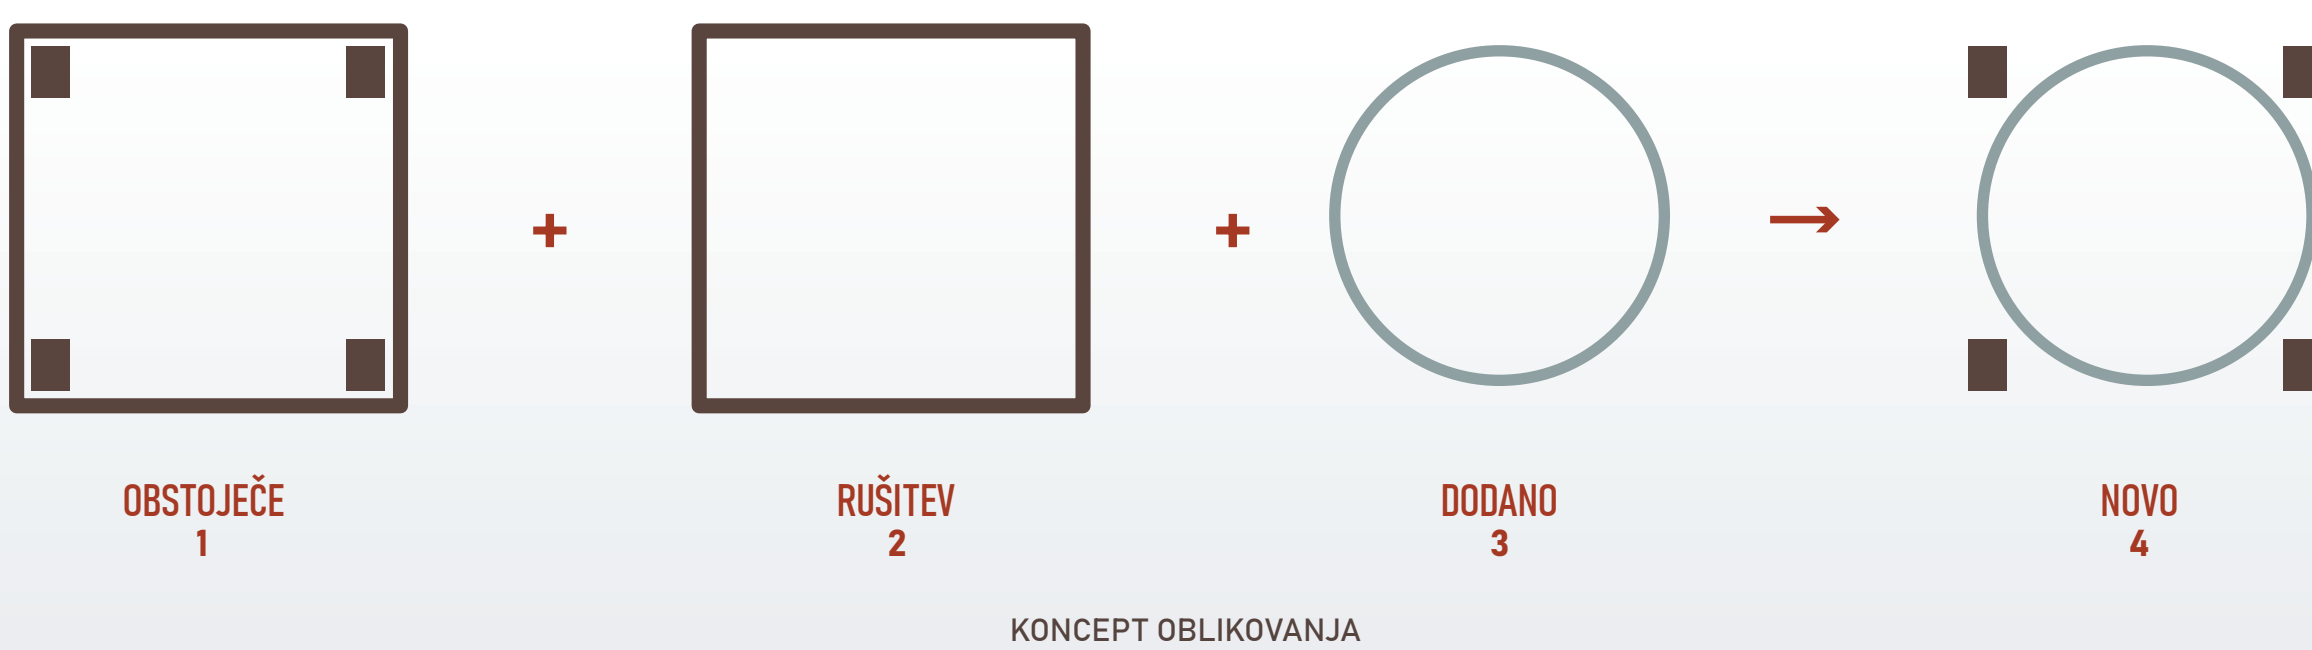 +
+
→
OBSTOJEČE
1
RUŠITEV
2
DODANO
3
NOVO
4
KONCEPT OBLIKOVANJA